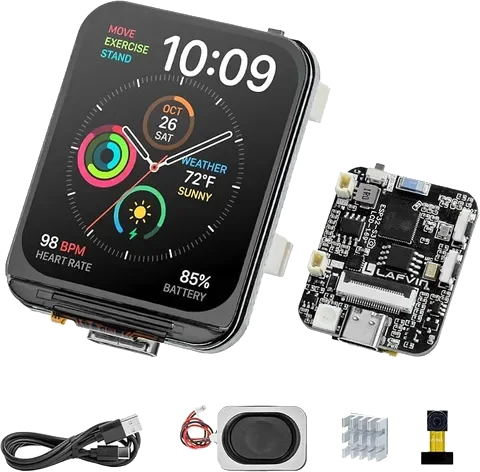 MOVE
EXERCISE
STAND
10:09
OCT
26
SAT
WEATHER
72°F
SUNNY
98 BPM
HEART RATE
85%
BATTERY
LAFVIN